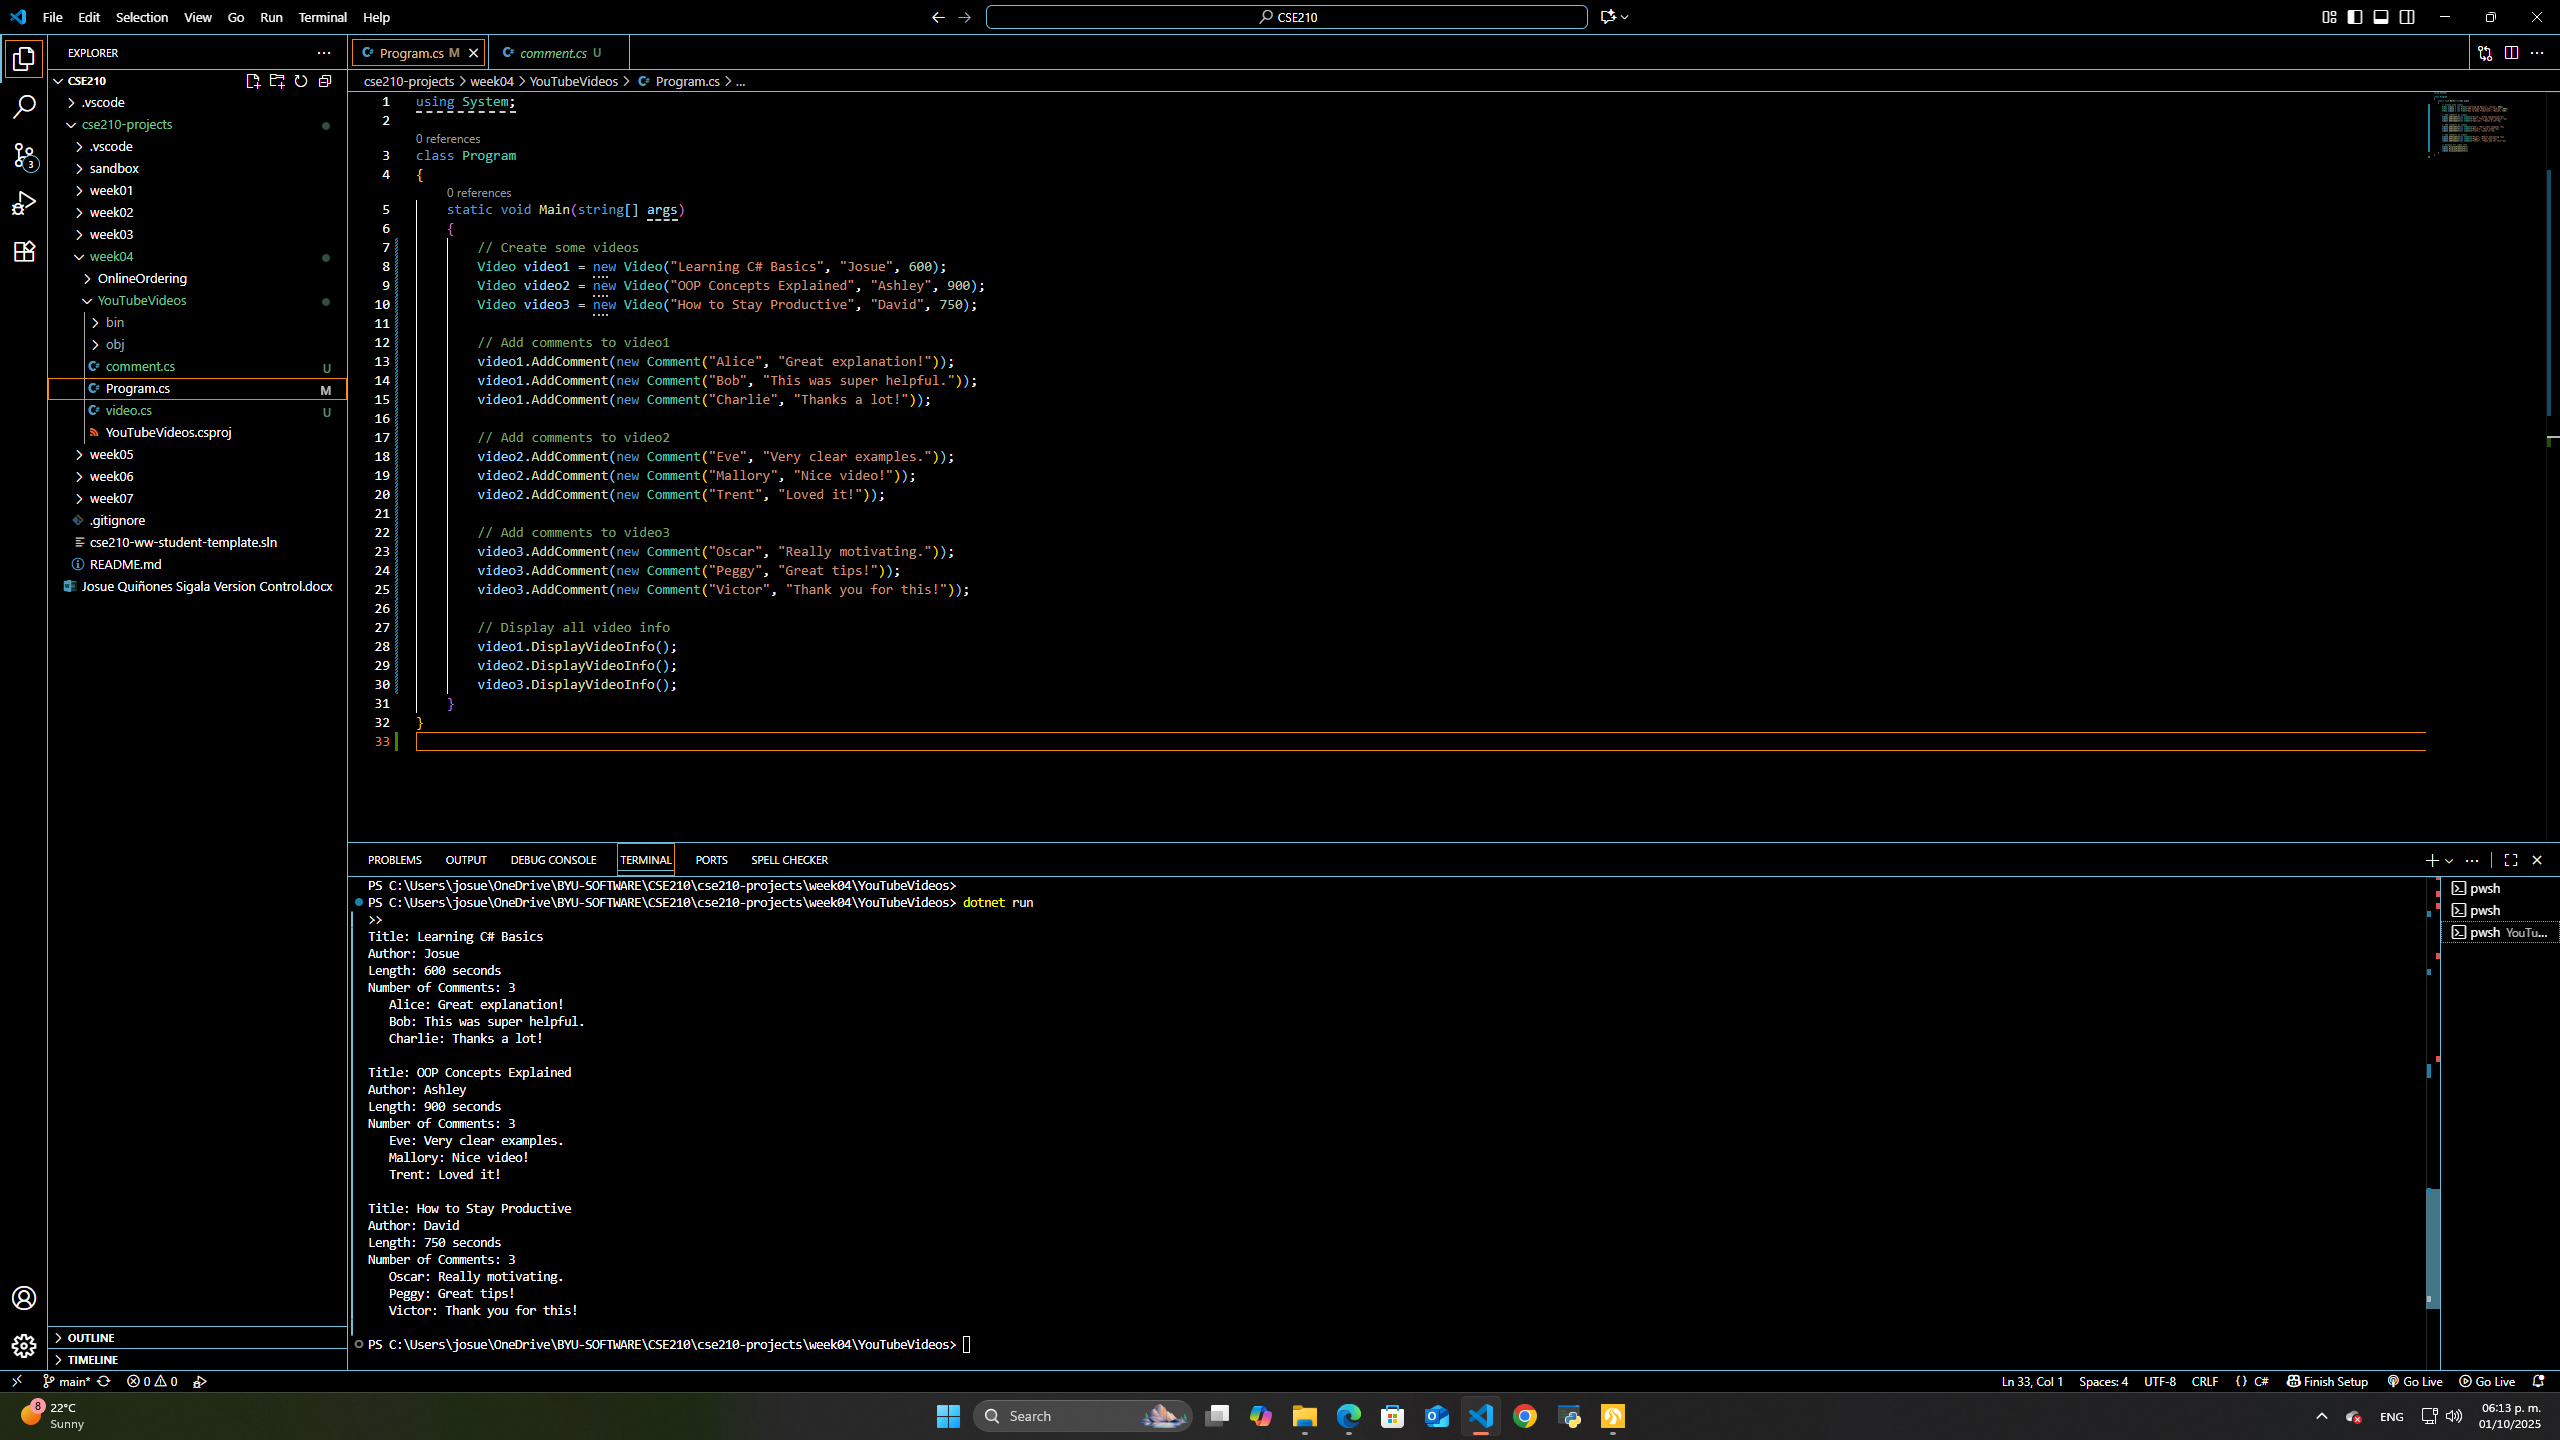 File Edit Selection View Go Run Terminal Help
CSE210
EXPLORER
CSE210
.vscode
cse210-projects
.vscode
sandbox
week01
week02
week03
week04
OnlineOrdering
YouTubeVideos
bin
obj
comment.cs U
Program.cs M
video.cs U
YouTubeVideos.csproj
week05
week06
week07
.gitignore
cse210-ww-student-template.sln
README.md
Josue Quiñones Sigala Version Control.docx
OUTLINE
TIMELINE
3
Program.cs M
comment.cs U
cse210-projects > week04 > YouTubeVideos > Program.cs > ...
1 using System;
2
0 references
3 class Program
4 {
0 references
5 static void Main(string[] args)
6 {
7 // Create some videos
8 Video video1 = new Video("Learning C# Basics", "Josue", 600);
9 Video video2 = new Video("OOP Concepts Explained", "Ashley", 900);
10 Video video3 = new Video("How to Stay Productive", "David", 750);
11
12 // Add comments to video1
13 video1.AddComment(new Comment("Alice", "Great explanation!"));
14 video1.AddComment(new Comment("Bob", "This was super helpful."));
15 video1.AddComment(new Comment("Charlie", "Thanks a lot!"));
16
17 // Add comments to video2
18 video2.AddComment(new Comment("Eve", "Very clear examples."));
19 video2.AddComment(new Comment("Mallory", "Nice video!"));
20 video2.AddComment(new Comment("Trent", "Loved it!"));
21
22 // Add comments to video3
23 video3.AddComment(new Comment("Oscar", "Really motivating."));
24 video3.AddComment(new Comment("Peggy", "Great tips!"));
25 video3.AddComment(new Comment("Victor", "Thank you for this!"));
26
27 // Display all video info
28 video1.DisplayVideoInfo();
29 video2.DisplayVideoInfo();
30 video3.DisplayVideoInfo();
31 }
32 }
33
PROBLEMS OUTPUT DEBUG CONSOLE TERMINAL PORTS SPELL CHECKER
PS C:\Users\josue\OneDrive\BYU-SOFTWARE\CSE210\cse210-projects\week04\YouTubeVideos>
PS C:\Users\josue\OneDrive\BYU-SOFTWARE\CSE210\cse210-projects\week04\YouTubeVideos> dotnet run
>>
Title: Learning C# Basics
Author: Josue
Length: 600 seconds
Number of Comments: 3
Alice: Great explanation!
Bob: This was super helpful.
Charlie: Thanks a lot!
Title: OOP Concepts Explained
Author: Ashley
Length: 900 seconds
Number of Comments: 3
Eve: Very clear examples.
Mallory: Nice video!
Trent: Loved it!
Title: How to Stay Productive
Author: David
Length: 750 seconds
Number of Comments: 3
Oscar: Really motivating.
Peggy: Great tips!
Victor: Thank you for this!
PS C:\Users\josue\OneDrive\BYU-SOFTWARE\CSE210\cse210-projects\week04\YouTubeVideos>
pwsh
pwsh
pwsh YouTu...
main* 0 0 Ln 33, Col 1 Spaces: 4 UTF-8 CRLF {} C# Finish Setup Go Live Go Live
8
22°C
Sunny
Search
ENG
06:13 p. m.
01/10/2025